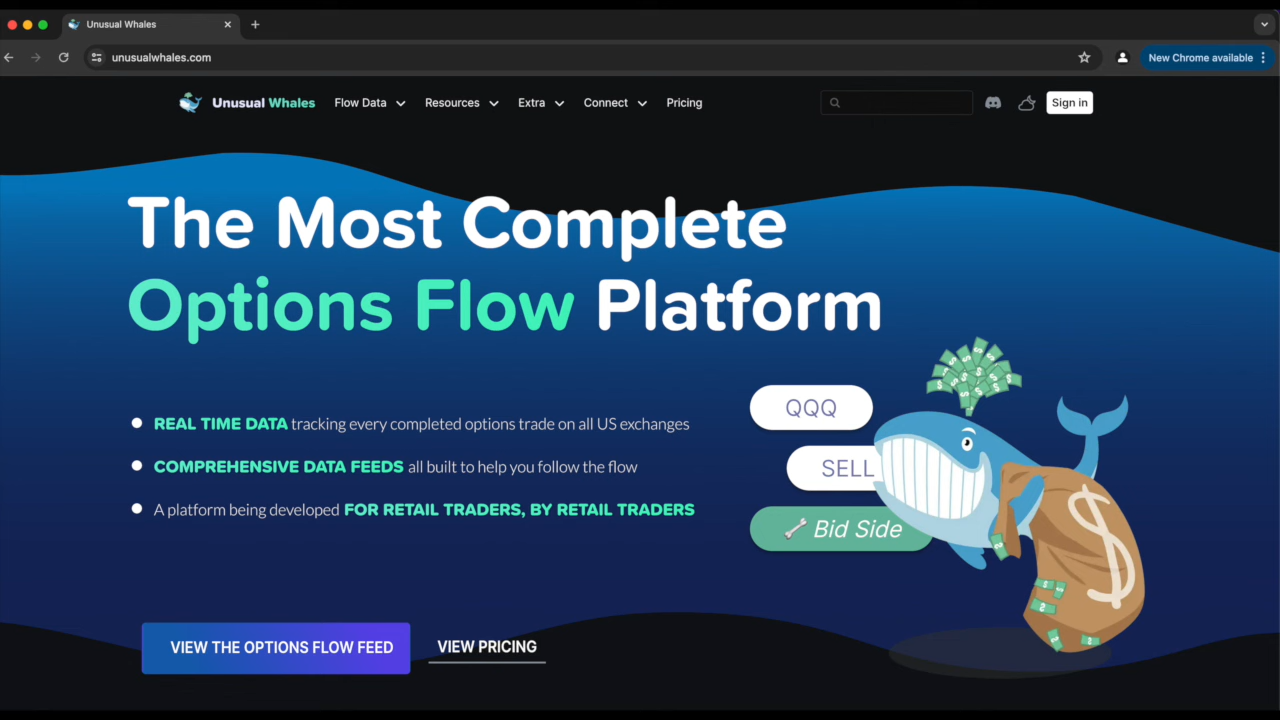 Unusual Whales
unusualwhales.com
New Chrome available
Unusual Whales
Flow Data
Resources
Extra
Connect
Pricing
Sign in
The Most Complete
Options Flow Platform
REAL TIME DATA tracking every completed options trade on all US exchanges
COMPREHENSIVE DATA FEEDS all built to help you follow the flow
A platform being developed FOR RETAIL TRADERS, BY RETAIL TRADERS
QQQ
SELL
Bid Side
$
VIEW THE OPTIONS FLOW FEED
VIEW PRICING